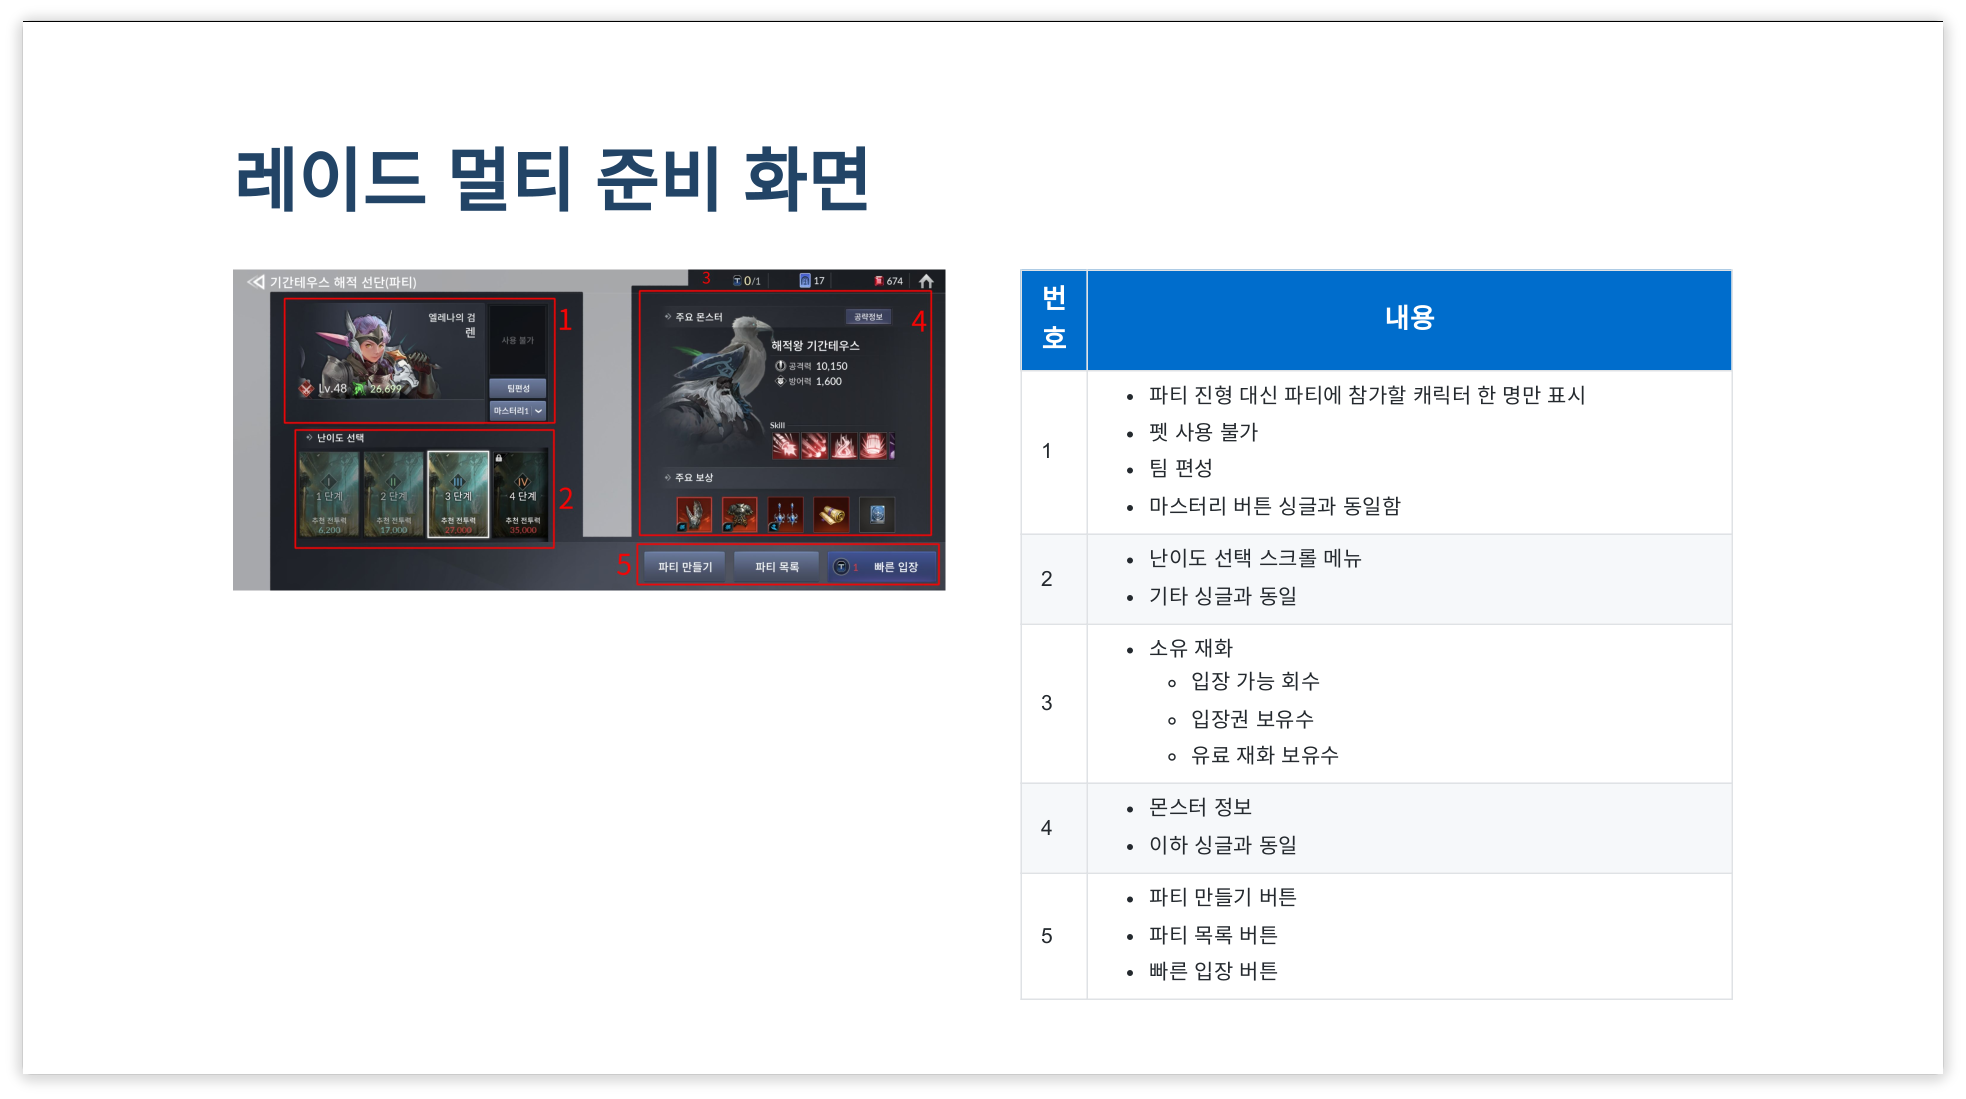 레이드 멀티 준비 화면
기간테우스 해적 선단(파티)
3
0/1
17
674
엘레나의 검
렌
1
사용 불가
Lv.48
26,699
팀편성
마스터리1
난이도 선택
I
II
III
IV
1 단계
2 단계
3 단계
4 단계
2
추천 전투력
추천 전투력
추천 전투력
추천 전투력
6,200
17,000
27,000
35,000
주요 몬스터
공략정보
4
해적왕 기간테우스
공격력 10,150
방어력 1,600
Skill
주요 보상
5
파티 만들기
파티 목록
1
빠른 입장
번호
내용
1
파티 진형 대신 파티에 참가할 캐릭터 한 명만 표시
펫 사용 불가
팀 편성
마스터리 버튼 싱글과 동일함
2
난이도 선택 스크롤 메뉴
기타 싱글과 동일
3
소유 재화
입장 가능 회수
입장권 보유수
유료 재화 보유수
4
몬스터 정보
이하 싱글과 동일
5
파티 만들기 버튼
파티 목록 버튼
빠른 입장 버튼